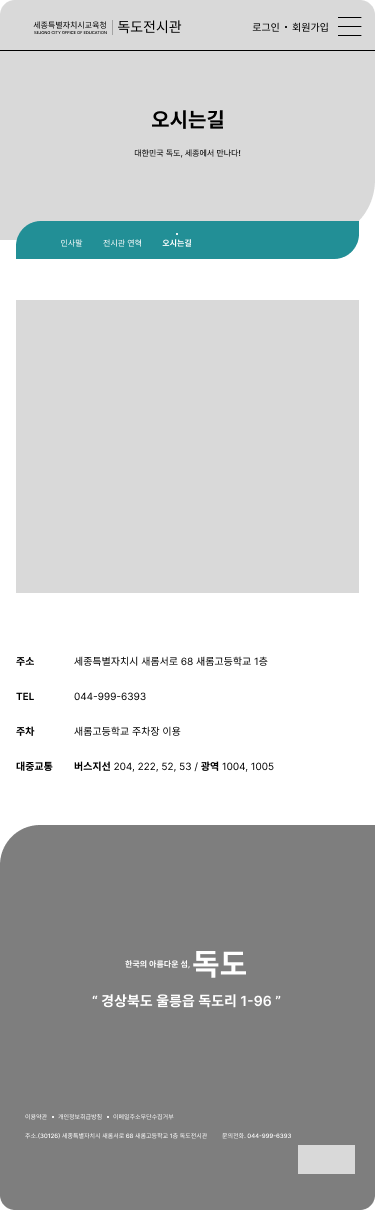 세종특별자치시교육청 독도전시관
SEJONG CITY OFFICE OF EDUCATION
로그인 • 회원가입
오시는길
대한민국 독도, 세종에서 만나다!
인사말 전시관 연혁 오시는길
주소 세종특별자치시 새롬서로 68 새롬고등학교 1층
TEL 044-999-6393
주차 새롬고등학교 주차장 이용
대중교통 버스지선 204, 222, 52, 53 / 광역 1004, 1005
한국의 아름다운 섬, 독도
“ 경상북도 울릉읍 독도리 1-96 ”
이용약관 • 개인정보취급방침 • 이메일주소무단수집거부
주소.(30126) 세종특별자치시 새롬서로 68 새롬고등학교 1층 독도전시관 문의전화. 044-999-6393